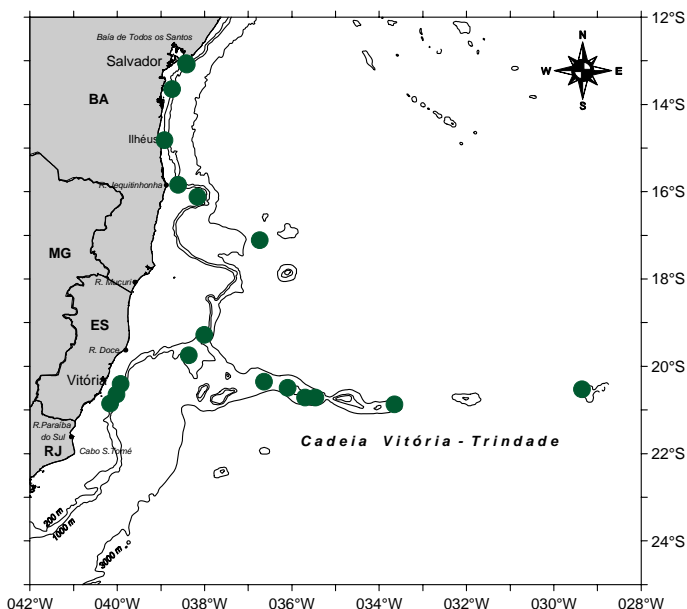 12°S
Baía de Todos os Santos
Salvador
N
W
E
S
BA
14°S
Ilhéus
R. Jequitinhonha
16°S
MG
R. Mucuri
18°S
ES
R. Doce
20°S
Vitória
R.Paraíba
do Sul
RJ
Cabo S.Tomé
Cadeia Vitória - Trindade
22°S
200 m
1000 m
3000 m
24°S
042°W
040°W
038°W
036°W
034°W
032°W
030°W
028°W